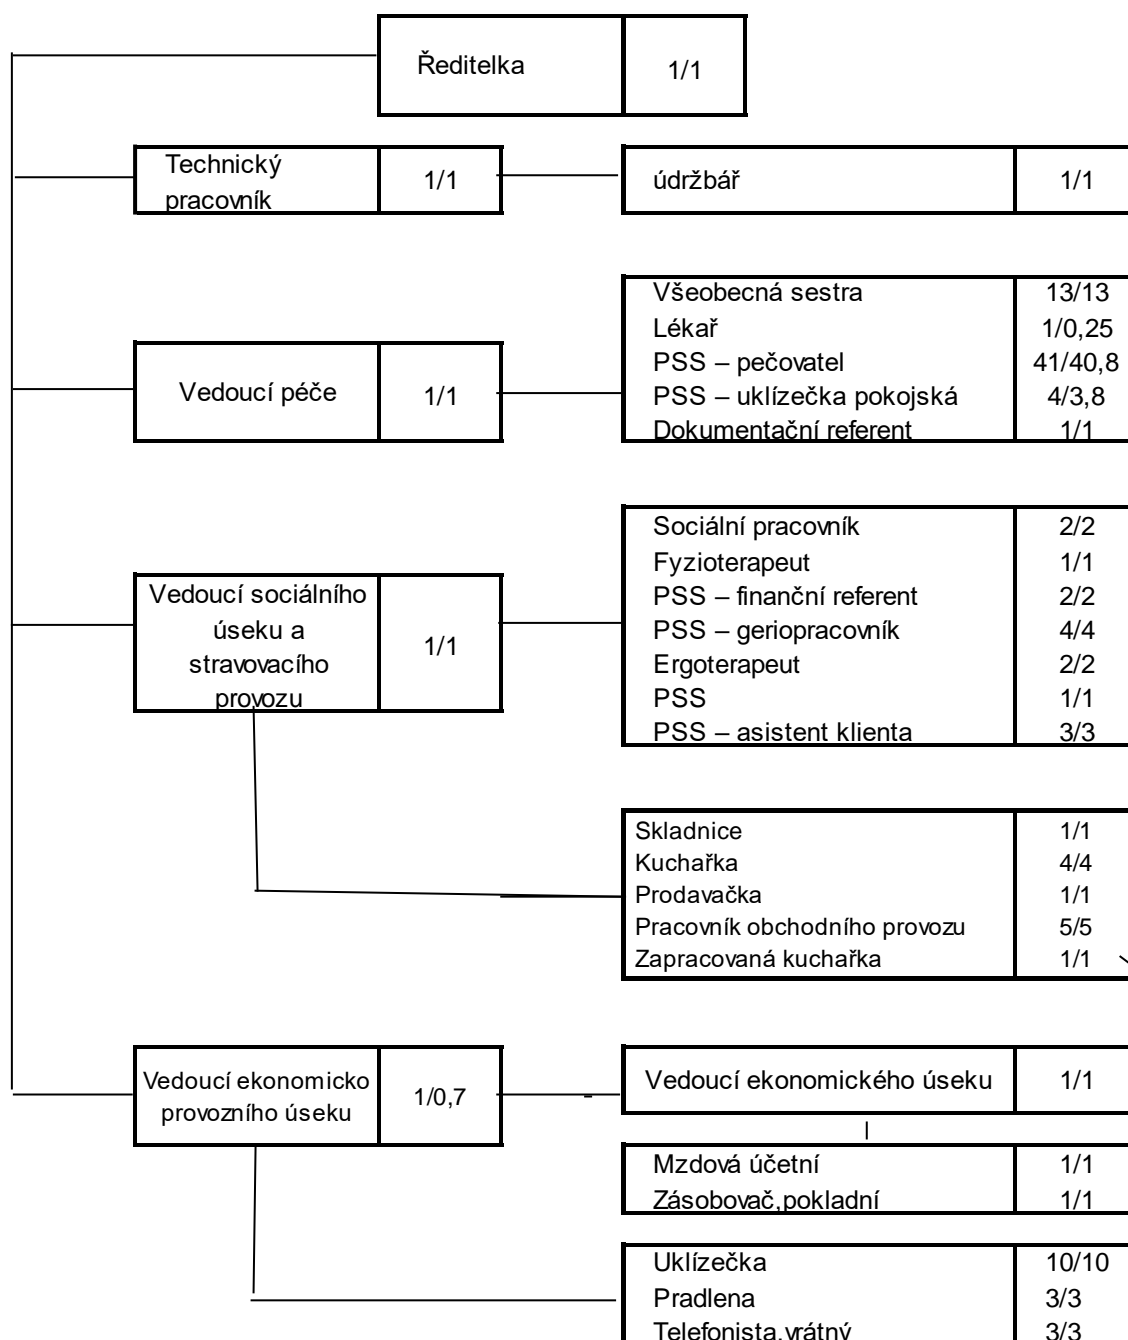 Ředitelka 1/1
Technický
pracovník 1/1
údržbář 1/1
Všeobecná sestra 13/13
Lékař 1/0,25
PSS – pečovatel 41/40,8
PSS – uklízečka pokojská 4/3,8
Dokumentační referent 1/1
Vedoucí péče 1/1
Sociální pracovník 2/2
Fyzioterapeut 1/1
PSS – finanční referent 2/2
PSS – geriopracovník 4/4
Ergoterapeut 2/2
PSS 1/1
PSS – asistent klienta 3/3
Vedoucí sociálního
úseku a
stravovacího
provozu 1/1
Skladnice 1/1
Kuchařka 4/4
Prodavačka 1/1
Pracovník obchodního provozu 5/5
Zapracovaná kuchařka 1/1
Vedoucí ekonomicko
provozního úseku 1/0,7
Vedoucí ekonomického úseku 1/1
Mzdová účetní 1/1
Zásobovač,pokladní 1/1
Uklízečka 10/10
Pradlena 3/3
Telefonista,vrátný 3/3